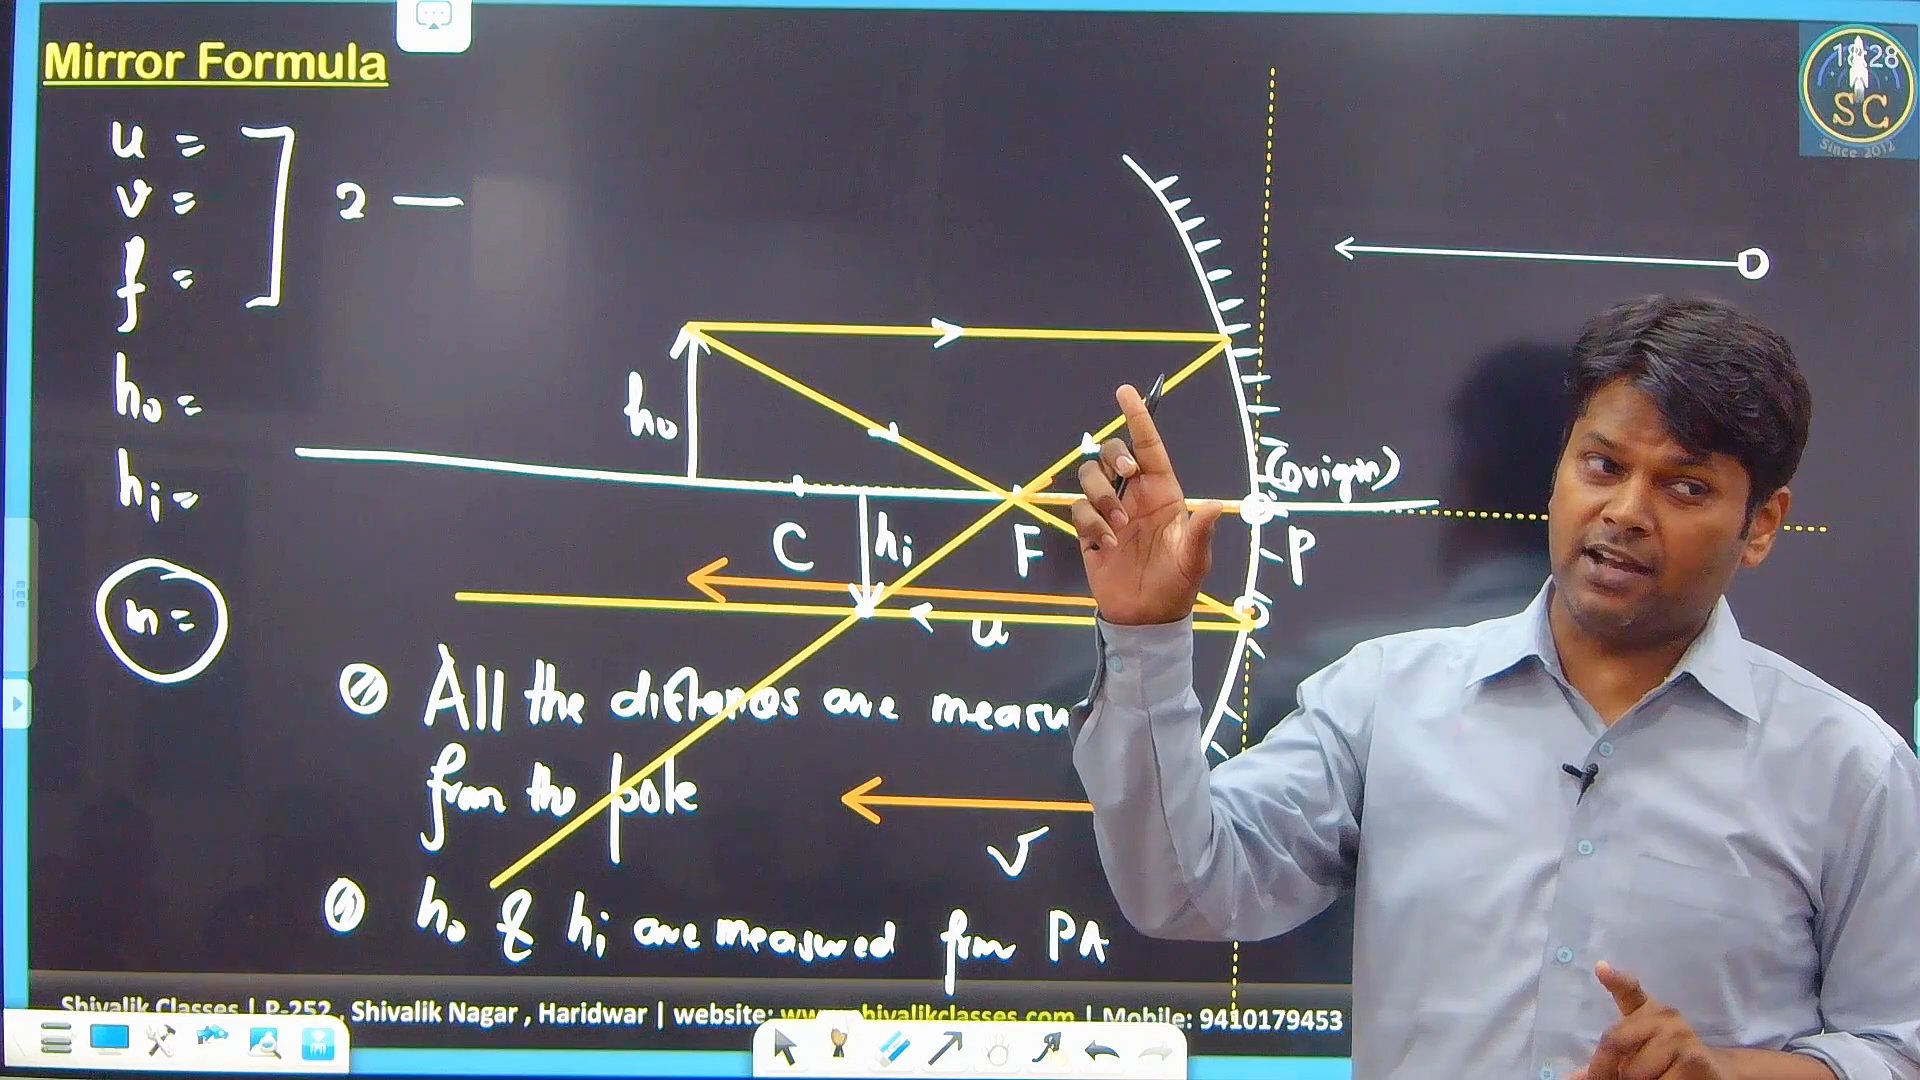 Mirror Formula
18:28
SC
Since 2012
u =
v =
f =
2 —
h₀ =
hᵢ =
m =
h₀
(origin)
C
hᵢ
F
P
u
All the distances are measu
from the pole
v
h₀ & hᵢ are measured from PA
Shivalik Classes | P-252 , Shivalik Nagar , Haridwar | website: www.shivalikclasses.com | Mobile: 9410179453